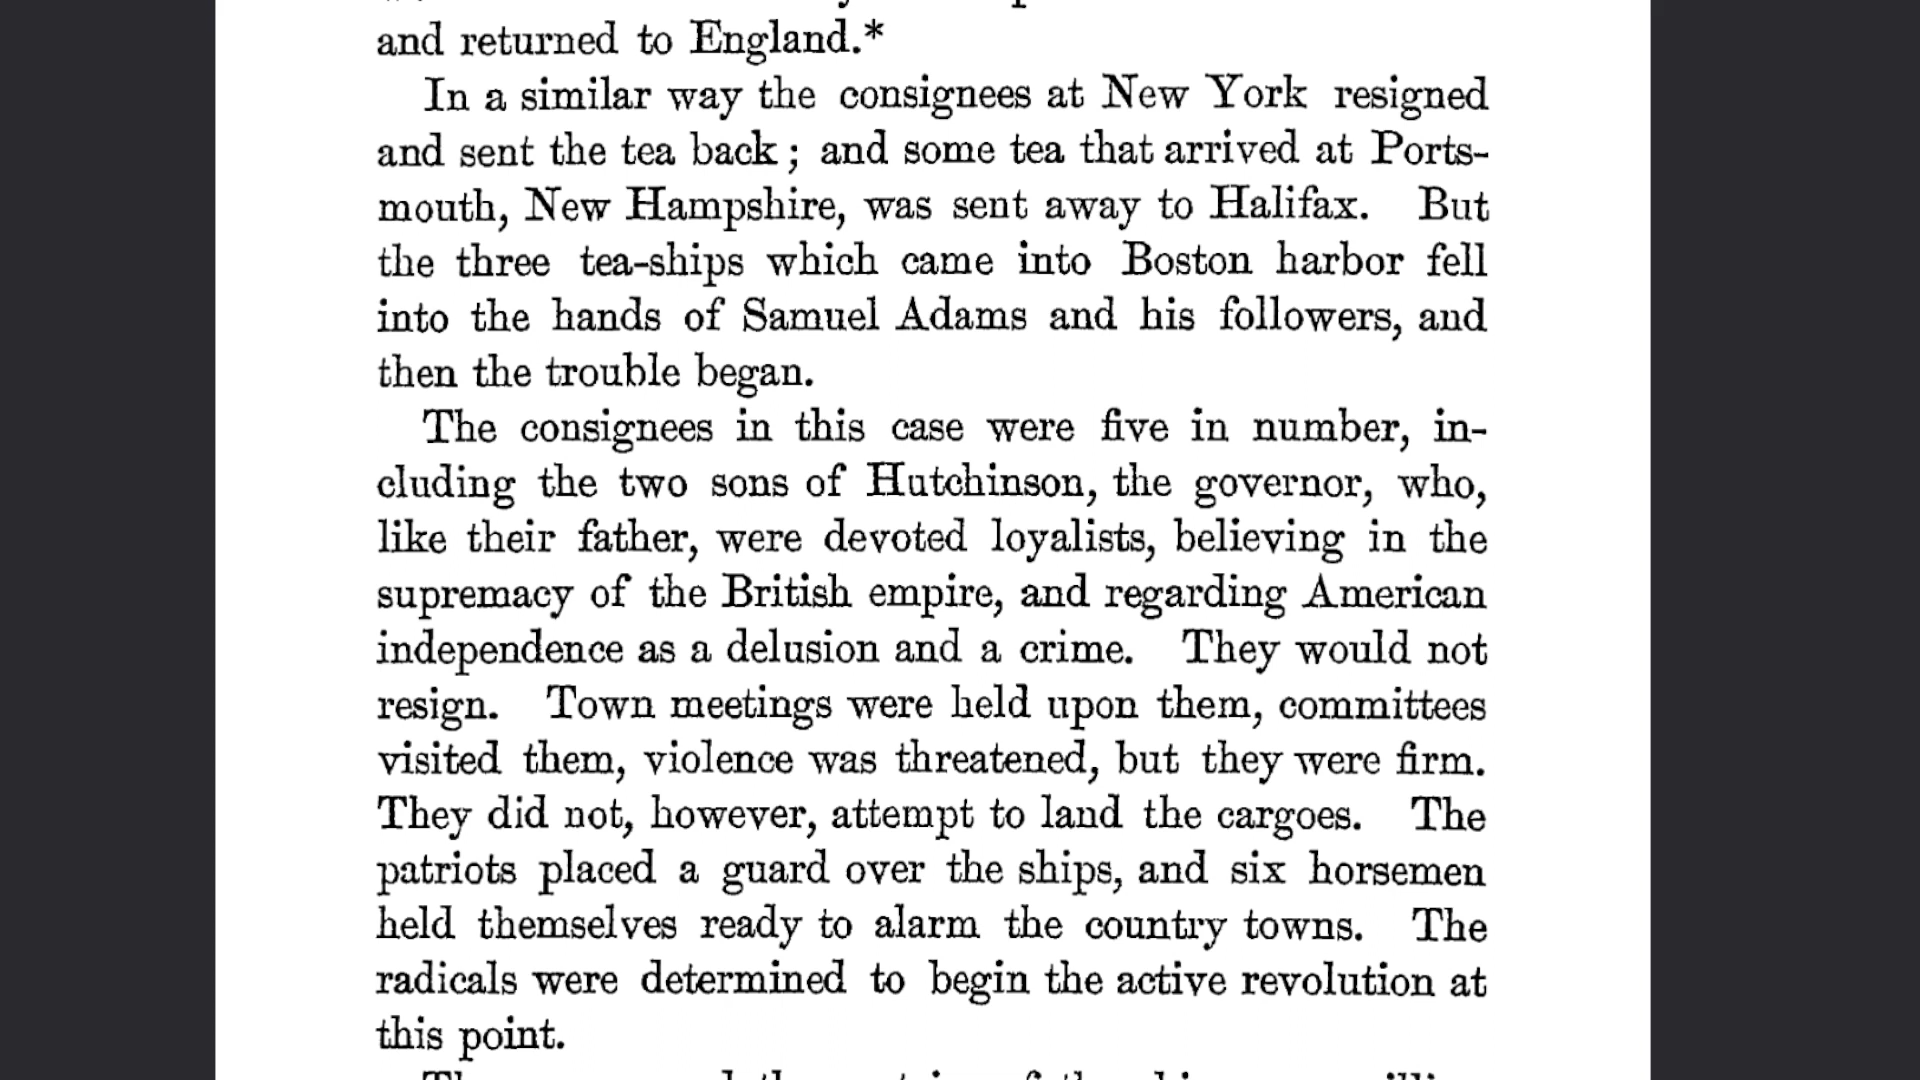 and returned to England.*
In a similar way the consignees at New York resigned
and sent the tea back; and some tea that arrived at Ports-
mouth, New Hampshire, was sent away to Halifax. But
the three tea-ships which came into Boston harbor fell
into the hands of Samuel Adams and his followers, and
then the trouble began.
The consignees in this case were five in number, in-
cluding the two sons of Hutchinson, the governor, who,
like their father, were devoted loyalists, believing in the
supremacy of the British empire, and regarding American
independence as a delusion and a crime. They would not
resign. Town meetings were held upon them, committees
visited them, violence was threatened, but they were firm.
They did not, however, attempt to land the cargoes. The
patriots placed a guard over the ships, and six horsemen
held themselves ready to alarm the country towns. The
radicals were determined to begin the active revolution at
this point.